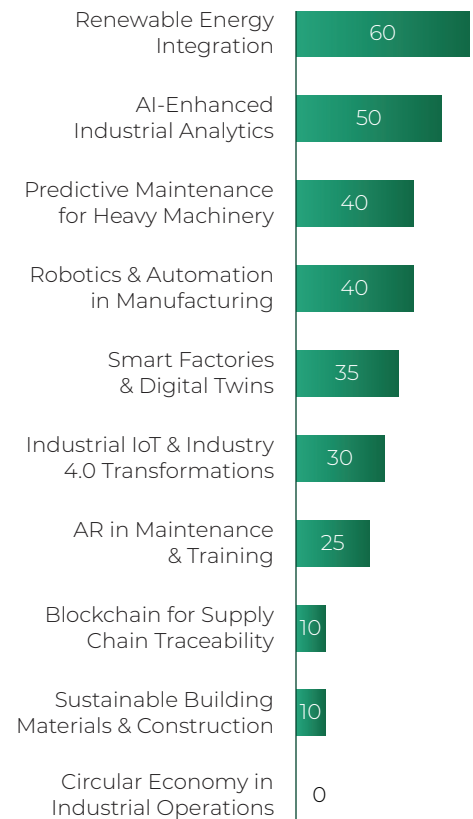 Renewable Energy
Integration
60
AI-Enhanced
Industrial Analytics
50
Predictive Maintenance
for Heavy Machinery
40
Robotics & Automation
in Manufacturing
40
Smart Factories
& Digital Twins
35
Industrial IoT & Industry
4.0 Transformations
30
AR in Maintenance
& Training
25
Blockchain for Supply
Chain Traceability
10
Sustainable Building
Materials & Construction
10
Circular Economy in
Industrial Operations
0